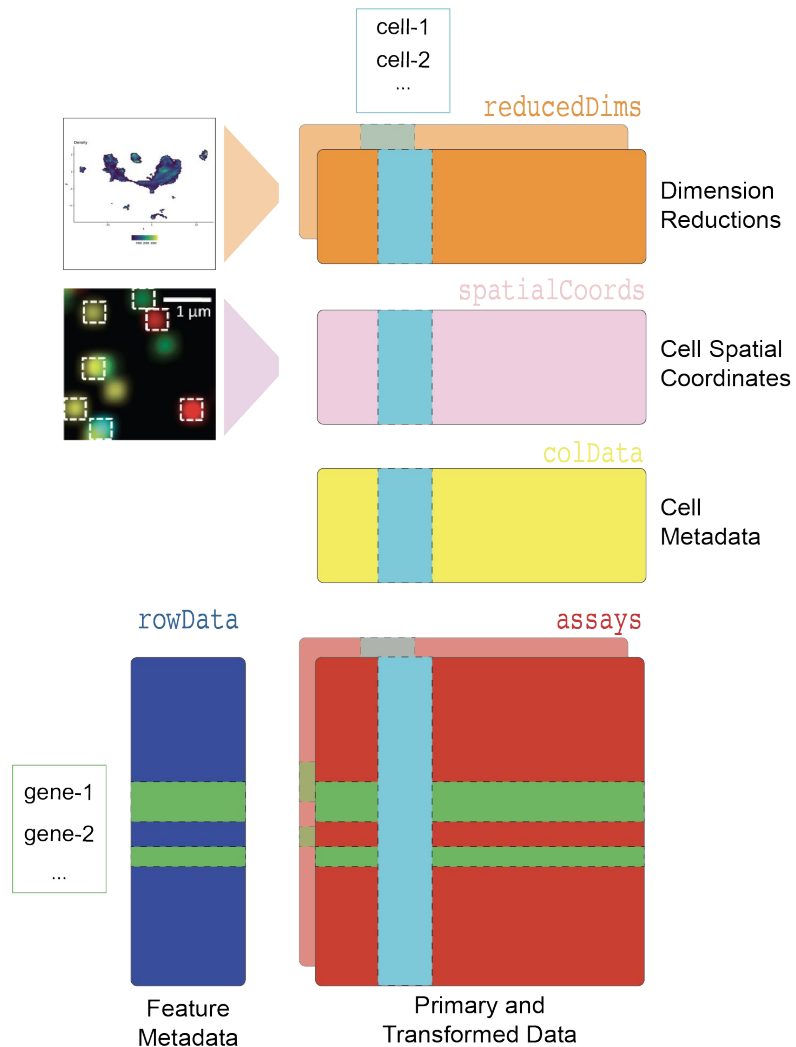 cell-1
cell-2
...
reducedDims
Density
Dimension
Reductions
spatialCoords
1 µm
Cell Spatial
Coordinates
colData
Cell
Metadata
rowData
assays
gene-1
gene-2
...
Feature
Metadata
Primary and
Transformed Data